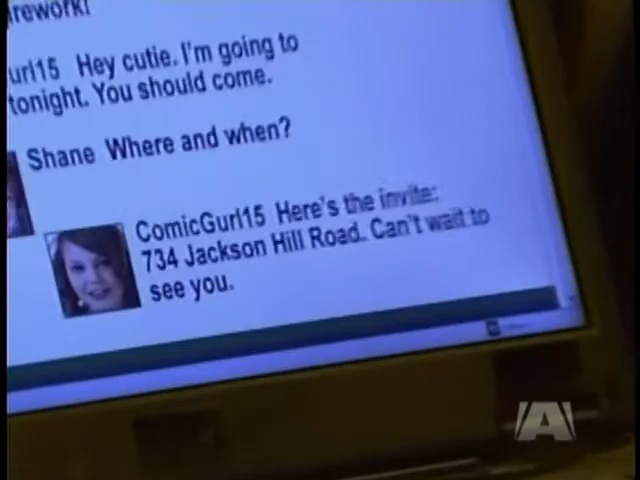 irework!
url15 Hey cutie. I'm going to
tonight. You should come.
Shane Where and when?
ComicGurl15 Here's the invite:
734 Jackson Hill Road. Can't wait to
see you.
A